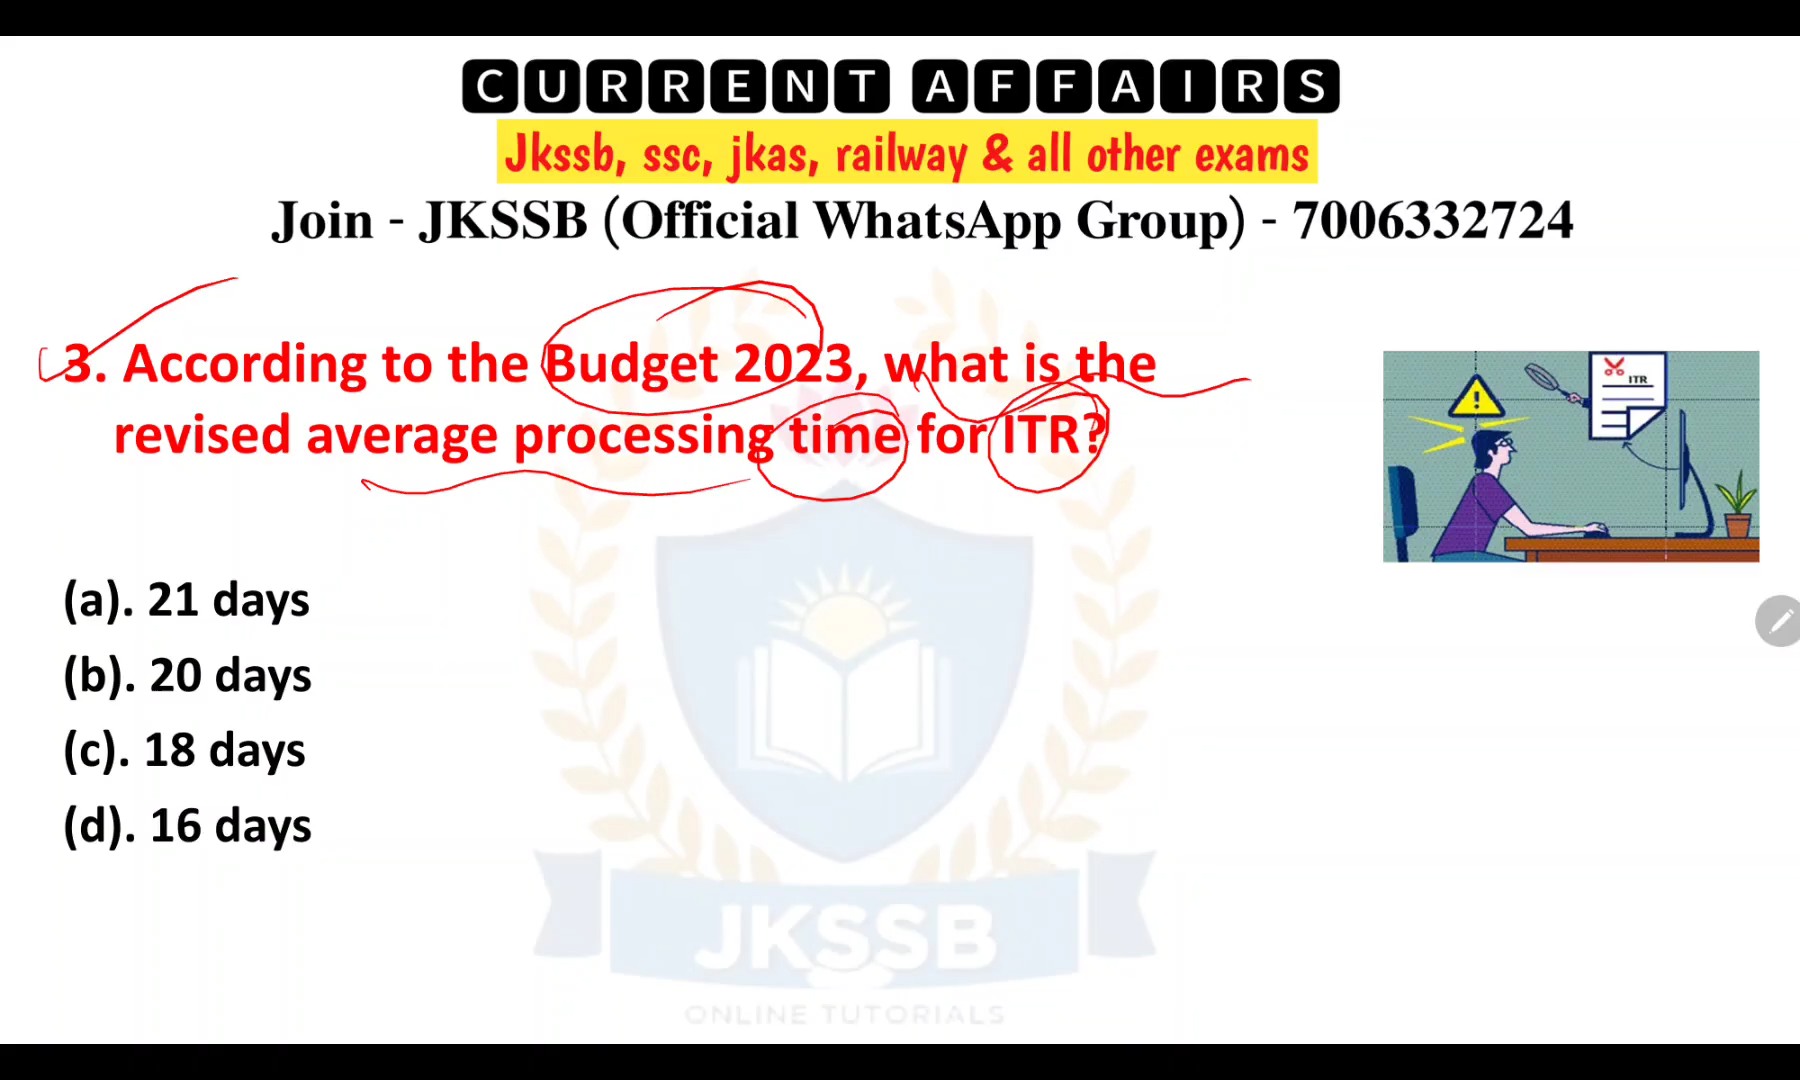 CURRENT AFFAIRS
Jkssb, ssc, jkas, railway & all other exams
Join - JKSSB (Official WhatsApp Group) - 7006332724
3. According to the Budget 2023, what is the
revised average processing time for ITR?
ITR
(a). 21 days
(b). 20 days
(c). 18 days
(d). 16 days
JKSSB
ONLINE TUTORIALS